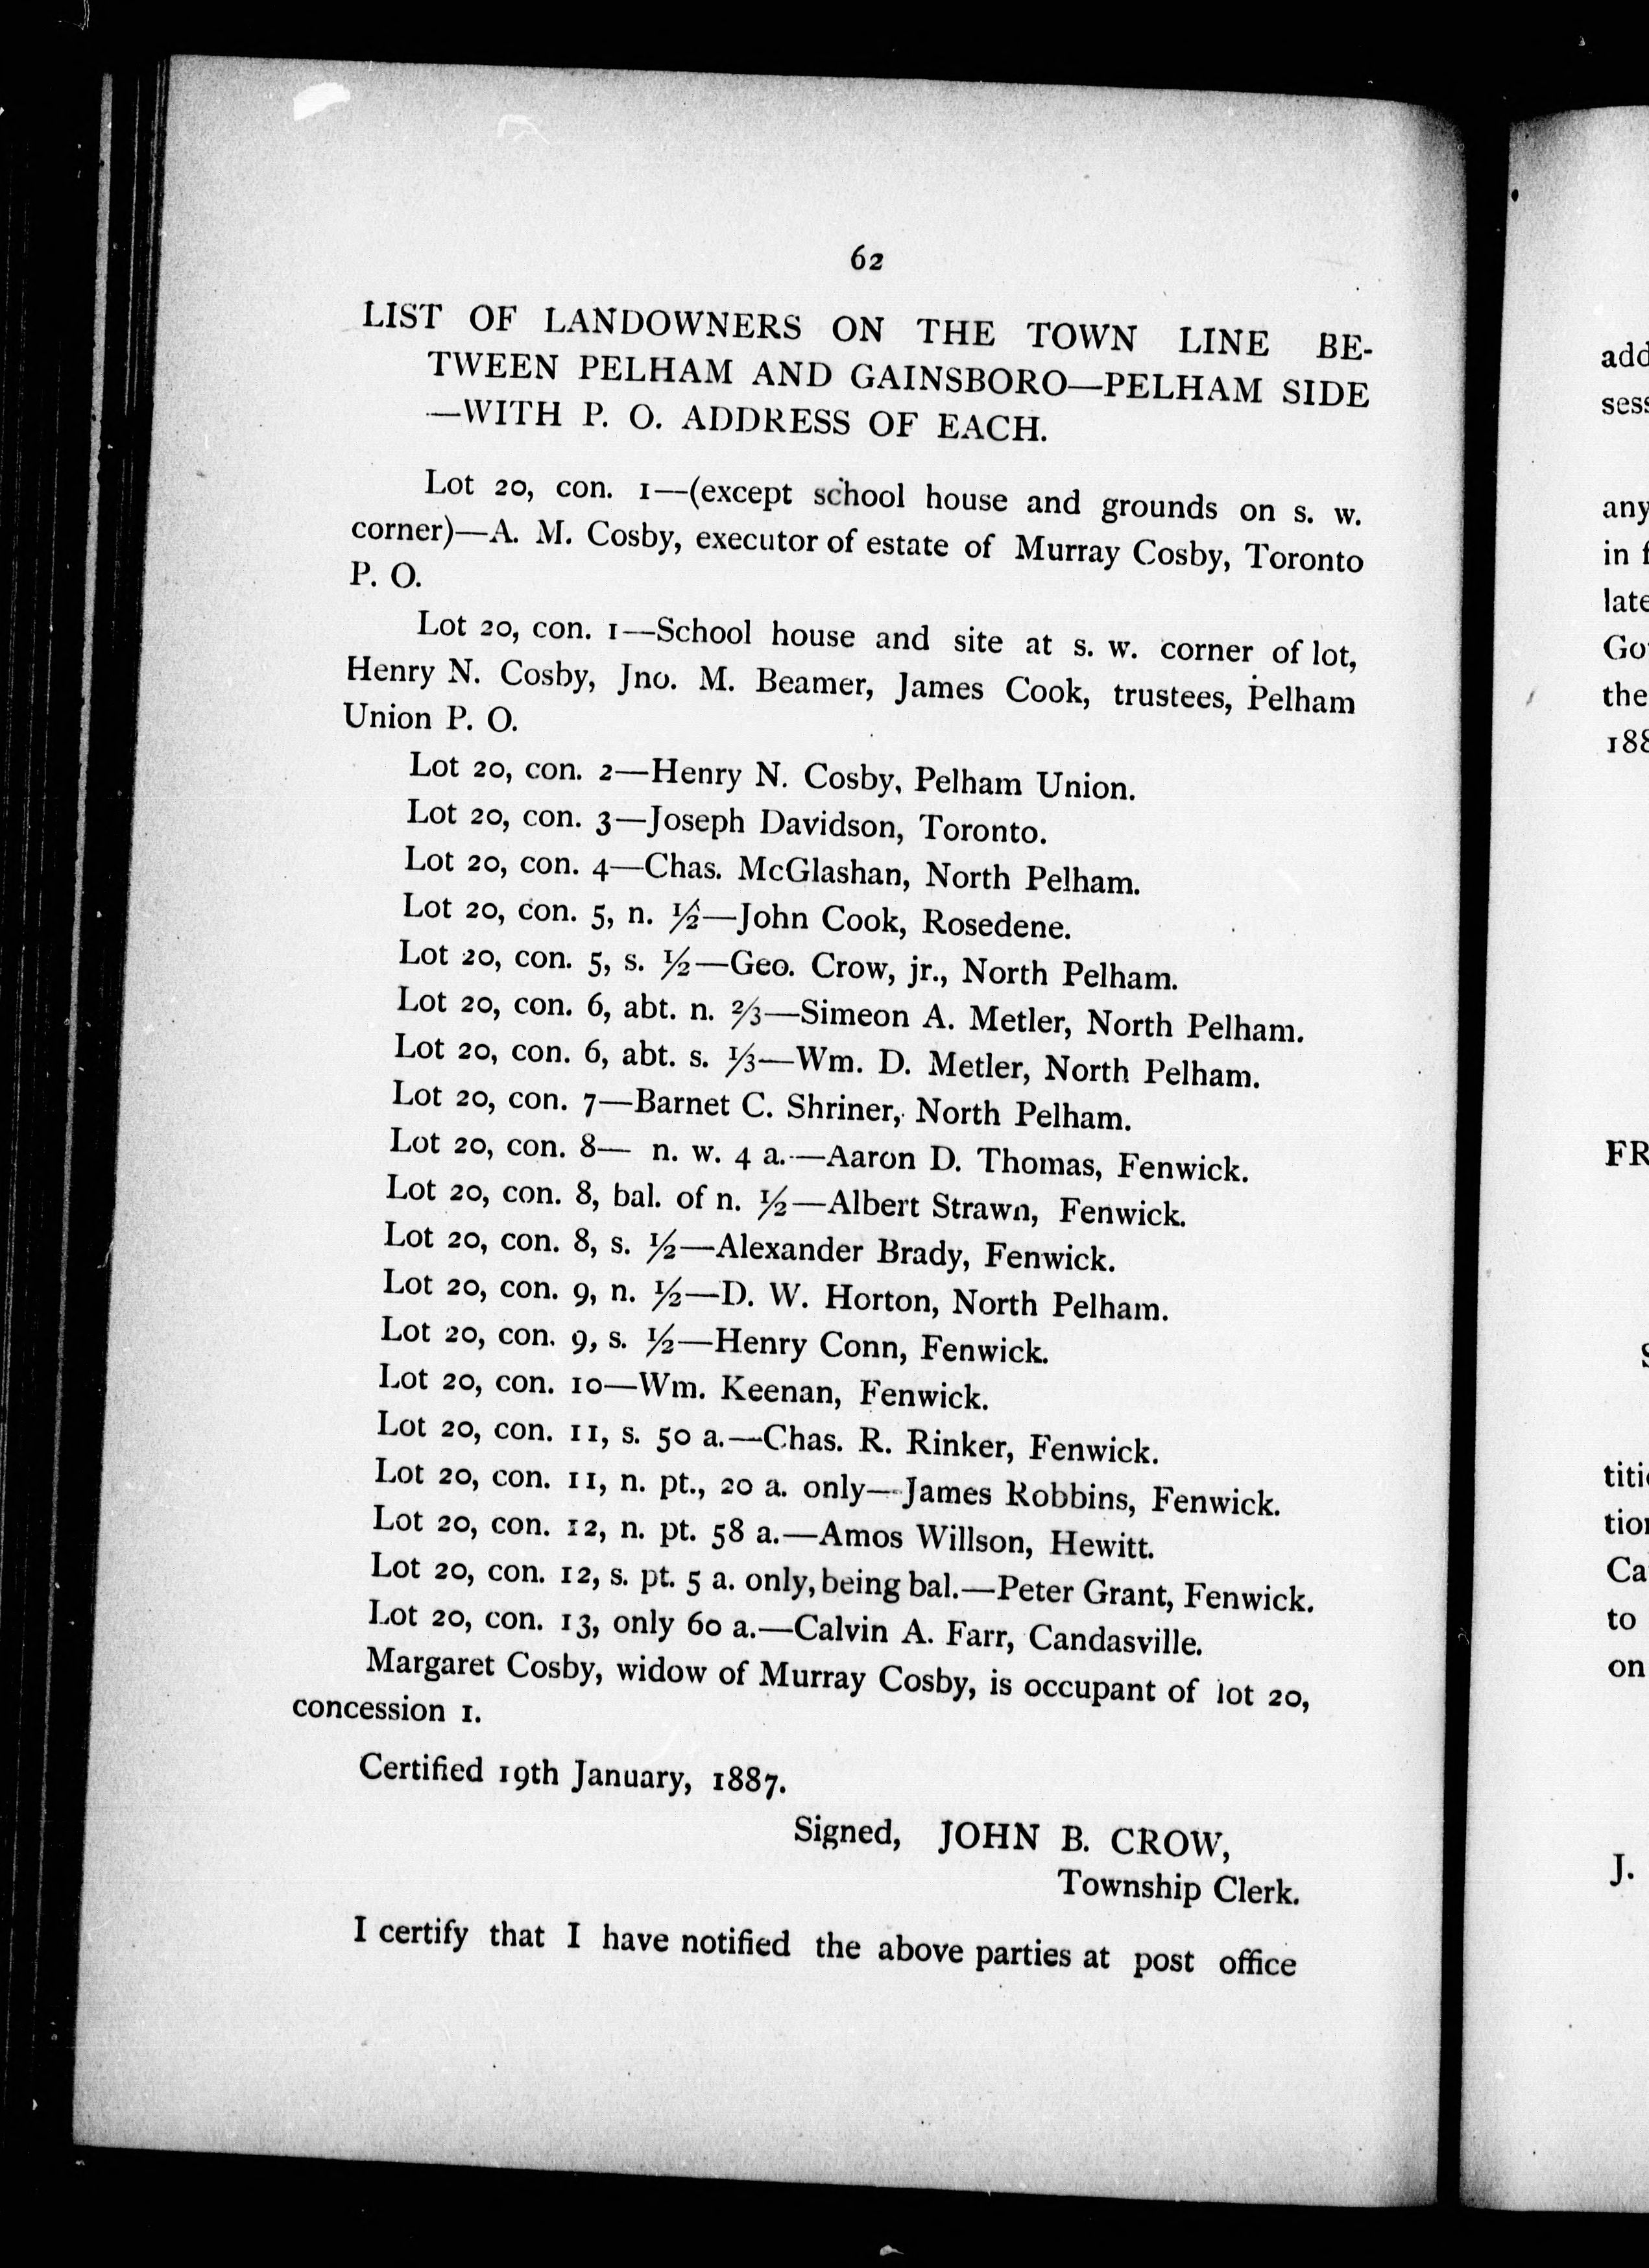 62
LIST OF LANDOWNERS ON THE TOWN LINE BE-
TWEEN PELHAM AND GAINSBORO—PELHAM SIDE
—WITH P. O. ADDRESS OF EACH.
Lot 20, con. 1—(except school house and grounds on s. w.
corner)—A. M. Cosby, executor of estate of Murray Cosby, Toronto
P. O.
Lot 20, con. 1—School house and site at s. w. corner of lot,
Henry N. Cosby, Jno. M. Beamer, James Cook, trustees, Pelham
Union P. O.
Lot 20, con. 2—Henry N. Cosby, Pelham Union.
Lot 20, con. 3—Joseph Davidson, Toronto.
Lot 20, con. 4—Chas. McGlashan, North Pelham.
Lot 20, con. 5, n. ½—John Cook, Rosedene.
Lot 20, con. 5, s. ½—Geo. Crow, jr., North Pelham.
Lot 20, con. 6, abt. n. ⅔—Simeon A. Metler, North Pelham.
Lot 20, con. 6, abt. s. ⅓—Wm. D. Metler, North Pelham.
Lot 20, con. 7—Barnet C. Shriner, North Pelham.
Lot 20, con. 8— n. w. 4 a.—Aaron D. Thomas, Fenwick.
Lot 20, con. 8, bal. of n. ½—Albert Strawn, Fenwick.
Lot 20, con. 8, s. ½—Alexander Brady, Fenwick.
Lot 20, con. 9, n. ½—D. W. Horton, North Pelham.
Lot 20, con. 9, s. ½—Henry Conn, Fenwick.
Lot 20, con. 10—Wm. Keenan, Fenwick.
Lot 20, con. 11, s. 50 a.—Chas. R. Rinker, Fenwick.
Lot 20, con. 11, n. pt., 20 a. only—James Robbins, Fenwick.
Lot 20, con. 12, n. pt. 58 a.—Amos Willson, Hewitt.
Lot 20, con. 12, s. pt. 5 a. only, being bal.—Peter Grant, Fenwick.
Lot 20, con. 13, only 60 a.—Calvin A. Farr, Candasville.
Margaret Cosby, widow of Murray Cosby, is occupant of lot 20,
concession 1.
Certified 19th January, 1887.
Signed, JOHN B. CROW,
Township Clerk.
I certify that I have notified the above parties at post office
any
in
the
to
on
J.